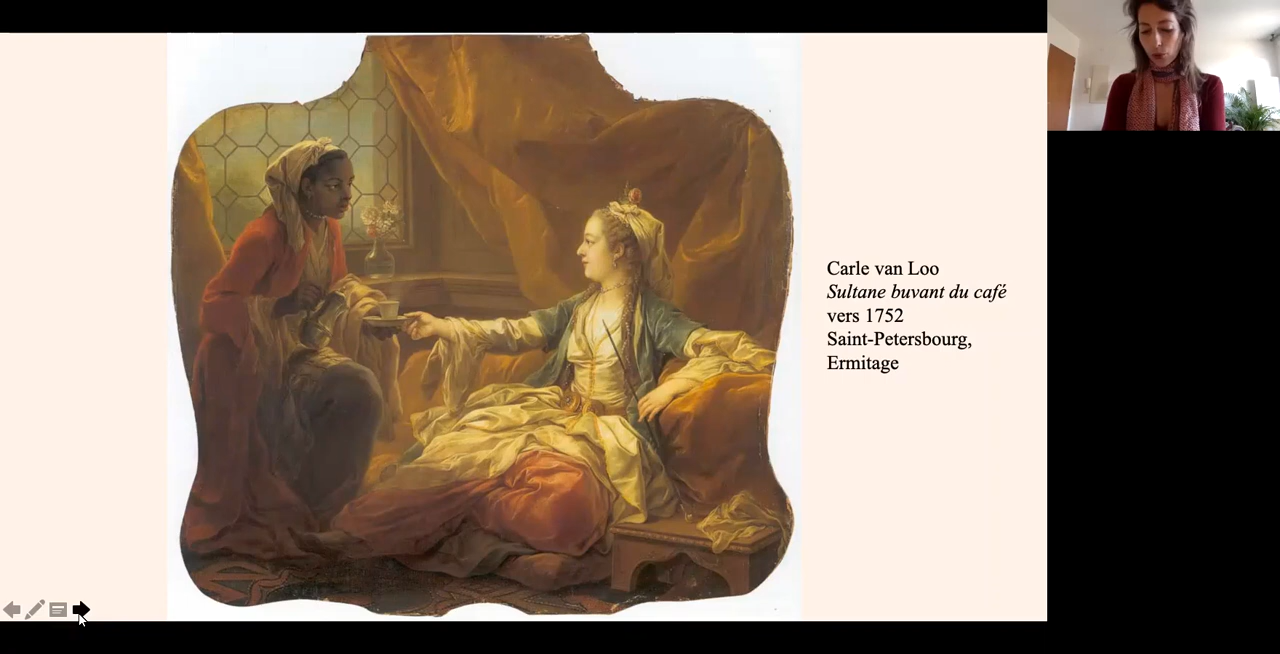 Carle van Loo
Sultane buvant du café
vers 1752
Saint-Petersbourg,
Ermitage